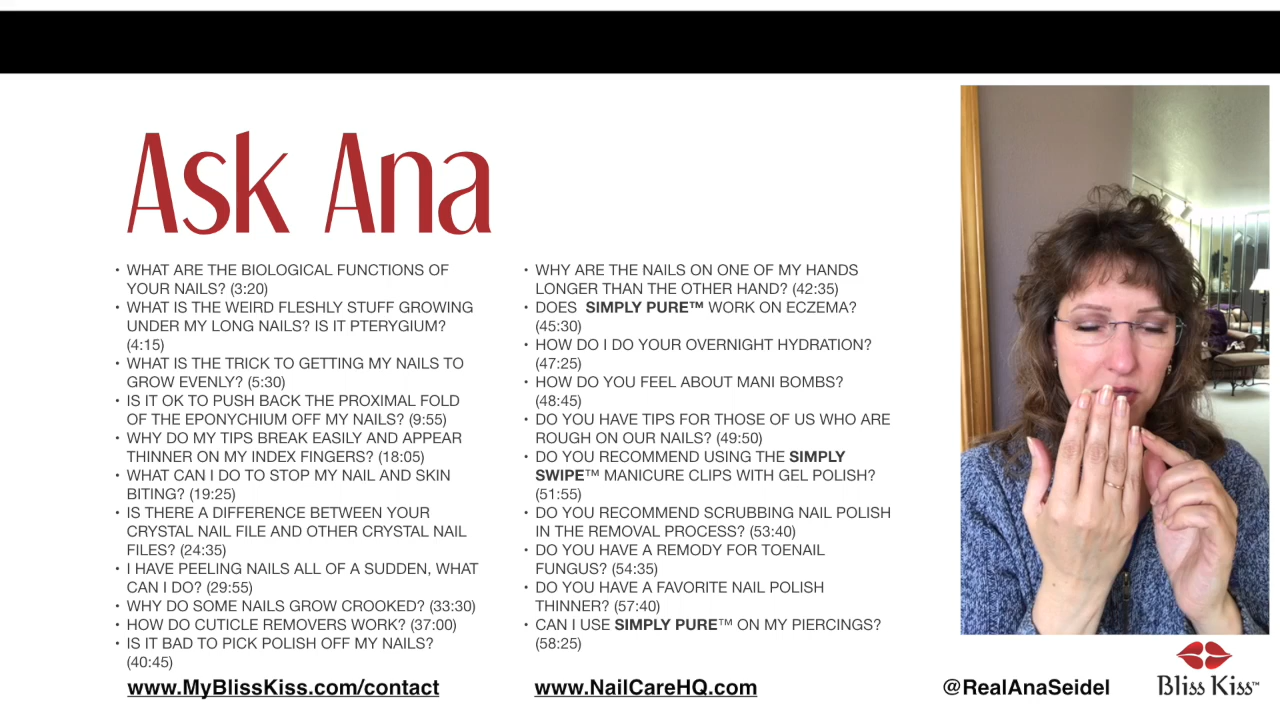 Ask Ana
• WHAT ARE THE BIOLOGICAL FUNCTIONS OF
YOUR NAILS? (3:20)
• WHAT IS THE WEIRD FLESHLY STUFF GROWING
UNDER MY LONG NAILS? IS IT PTERYGIUM?
(4:15)
• WHAT IS THE TRICK TO GETTING MY NAILS TO
GROW EVENLY? (5:30)
• IS IT OK TO PUSH BACK THE PROXIMAL FOLD
OF THE EPONYCHIUM OFF MY NAILS? (9:55)
• WHY DO MY TIPS BREAK EASILY AND APPEAR
THINNER ON MY INDEX FINGERS? (18:05)
• WHAT CAN I DO TO STOP MY NAIL AND SKIN
BITING? (19:25)
• IS THERE A DIFFERENCE BETWEEN YOUR
CRYSTAL NAIL FILE AND OTHER CRYSTAL NAIL
FILES? (24:35)
• I HAVE PEELING NAILS ALL OF A SUDDEN, WHAT
CAN I DO? (29:55)
• WHY DO SOME NAILS GROW CROOKED? (33:30)
• HOW DO CUTICLE REMOVERS WORK? (37:00)
• IS IT BAD TO PICK POLISH OFF MY NAILS?
(40:45)
• WHY ARE THE NAILS ON ONE OF MY HANDS
LONGER THAN THE OTHER HAND? (42:35)
• DOES SIMPLY PURE™ WORK ON ECZEMA?
(45:30)
• HOW DO I DO YOUR OVERNIGHT HYDRATION?
(47:25)
• HOW DO YOU FEEL ABOUT MANI BOMBS?
(48:45)
• DO YOU HAVE TIPS FOR THOSE OF US WHO ARE
ROUGH ON OUR NAILS? (49:50)
• DO YOU RECOMMEND USING THE SIMPLY
SWIPE™ MANICURE CLIPS WITH GEL POLISH?
(51:55)
• DO YOU RECOMMEND SCRUBBING NAIL POLISH
IN THE REMOVAL PROCESS? (53:40)
• DO YOU HAVE A REMODY FOR TOENAIL
FUNGUS? (54:35)
• DO YOU HAVE A FAVORITE NAIL POLISH
THINNER? (57:40)
• CAN I USE SIMPLY PURE™ ON MY PIERCINGS?
(58:25)
www.MyBlissKiss.com/contact
www.NailCareHQ.com
@RealAnaSeidel
Bliss Kiss™